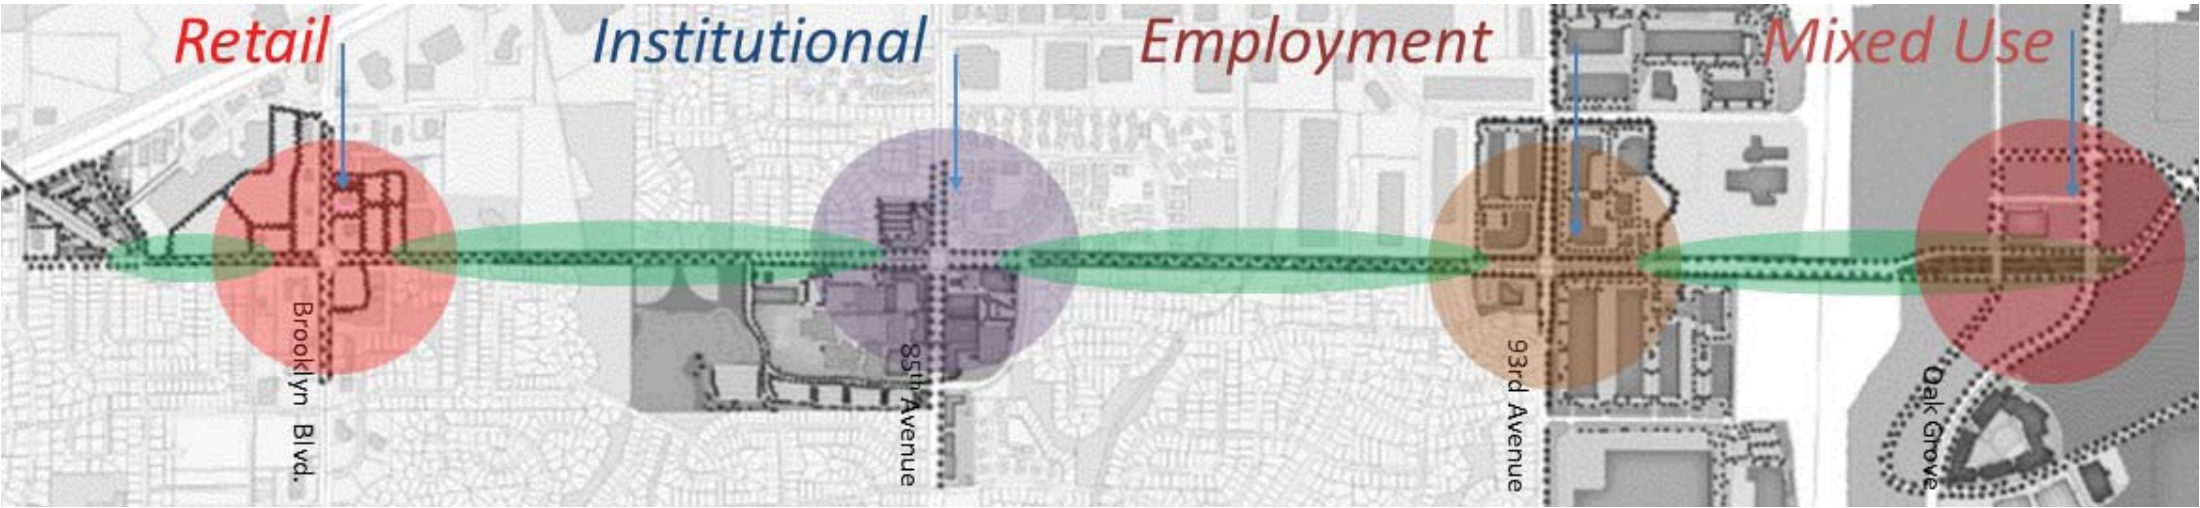 Retail
Institutional
Employment
Mixed Use
Brooklyn Blvd.
85th Avenue
93rd Avenue
Oak Grove